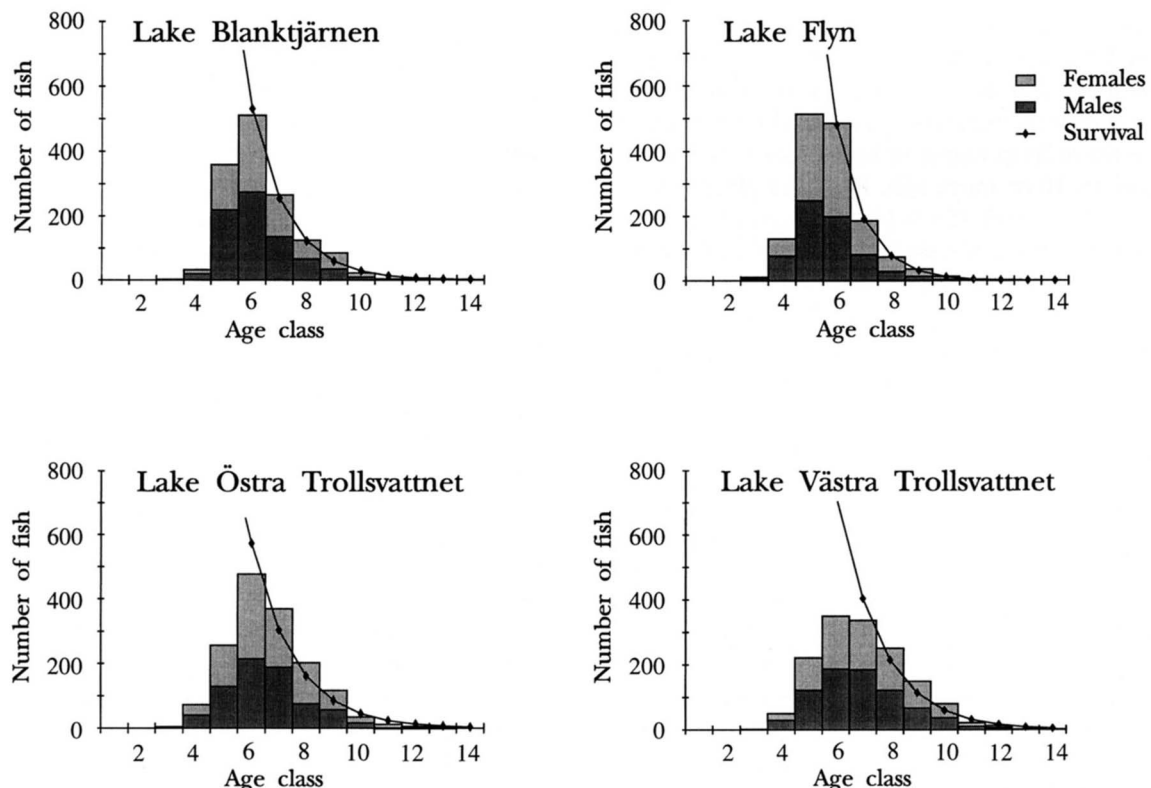 Lake Blanktjärnen
800
600
400
200
0
Number of fish
2 4 6 8 10 12 14
Age class
Lake Flyn
800
600
400
200
0
Number of fish
2 4 6 8 10 12 14
Age class
Females
Males
Survival
Lake Östra Trollsvattnet
800
600
400
200
0
Number of fish
2 4 6 8 10 12 14
Age class
Lake Västra Trollsvattnet
800
600
400
200
0
Number of fish
2 4 6 8 10 12 14
Age class